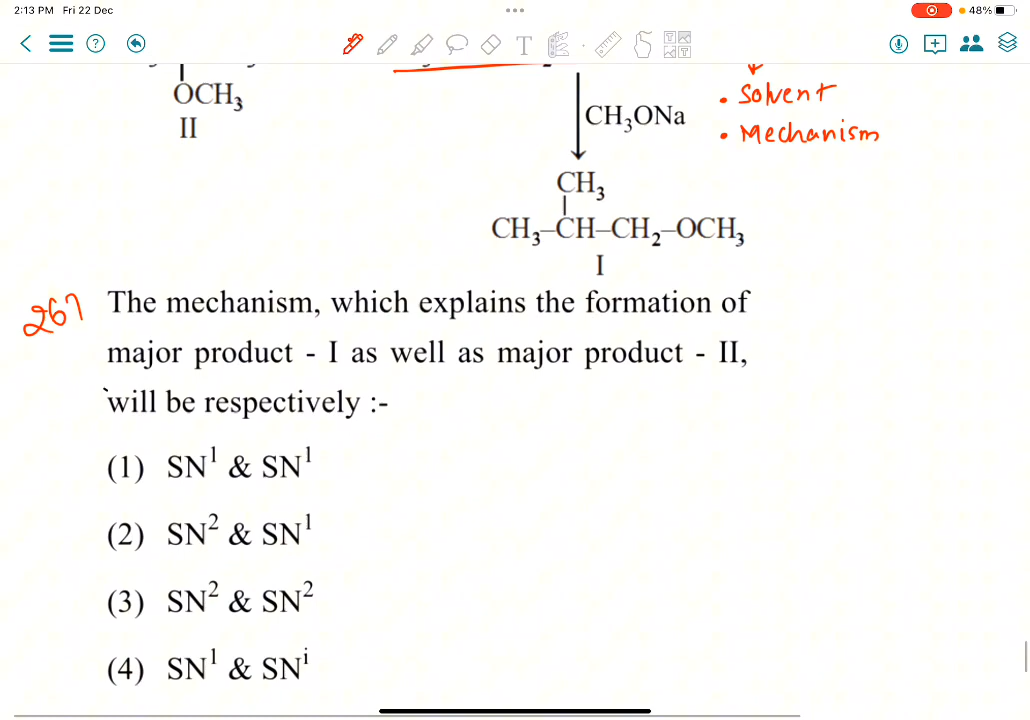 2:13 PM Fri 22 Dec
48%
?
T
OCH₃
II
CH₃ONa
• Solvent
• Mechanism
CH₃
CH₃–CH–CH₂–OCH₃
I
267
The mechanism, which explains the formation of
major product - I as well as major product - II,
will be respectively :-
(1) SN¹ & SN¹
(2) SN² & SN¹
(3) SN² & SN²
(4) SN¹ & SNⁱ